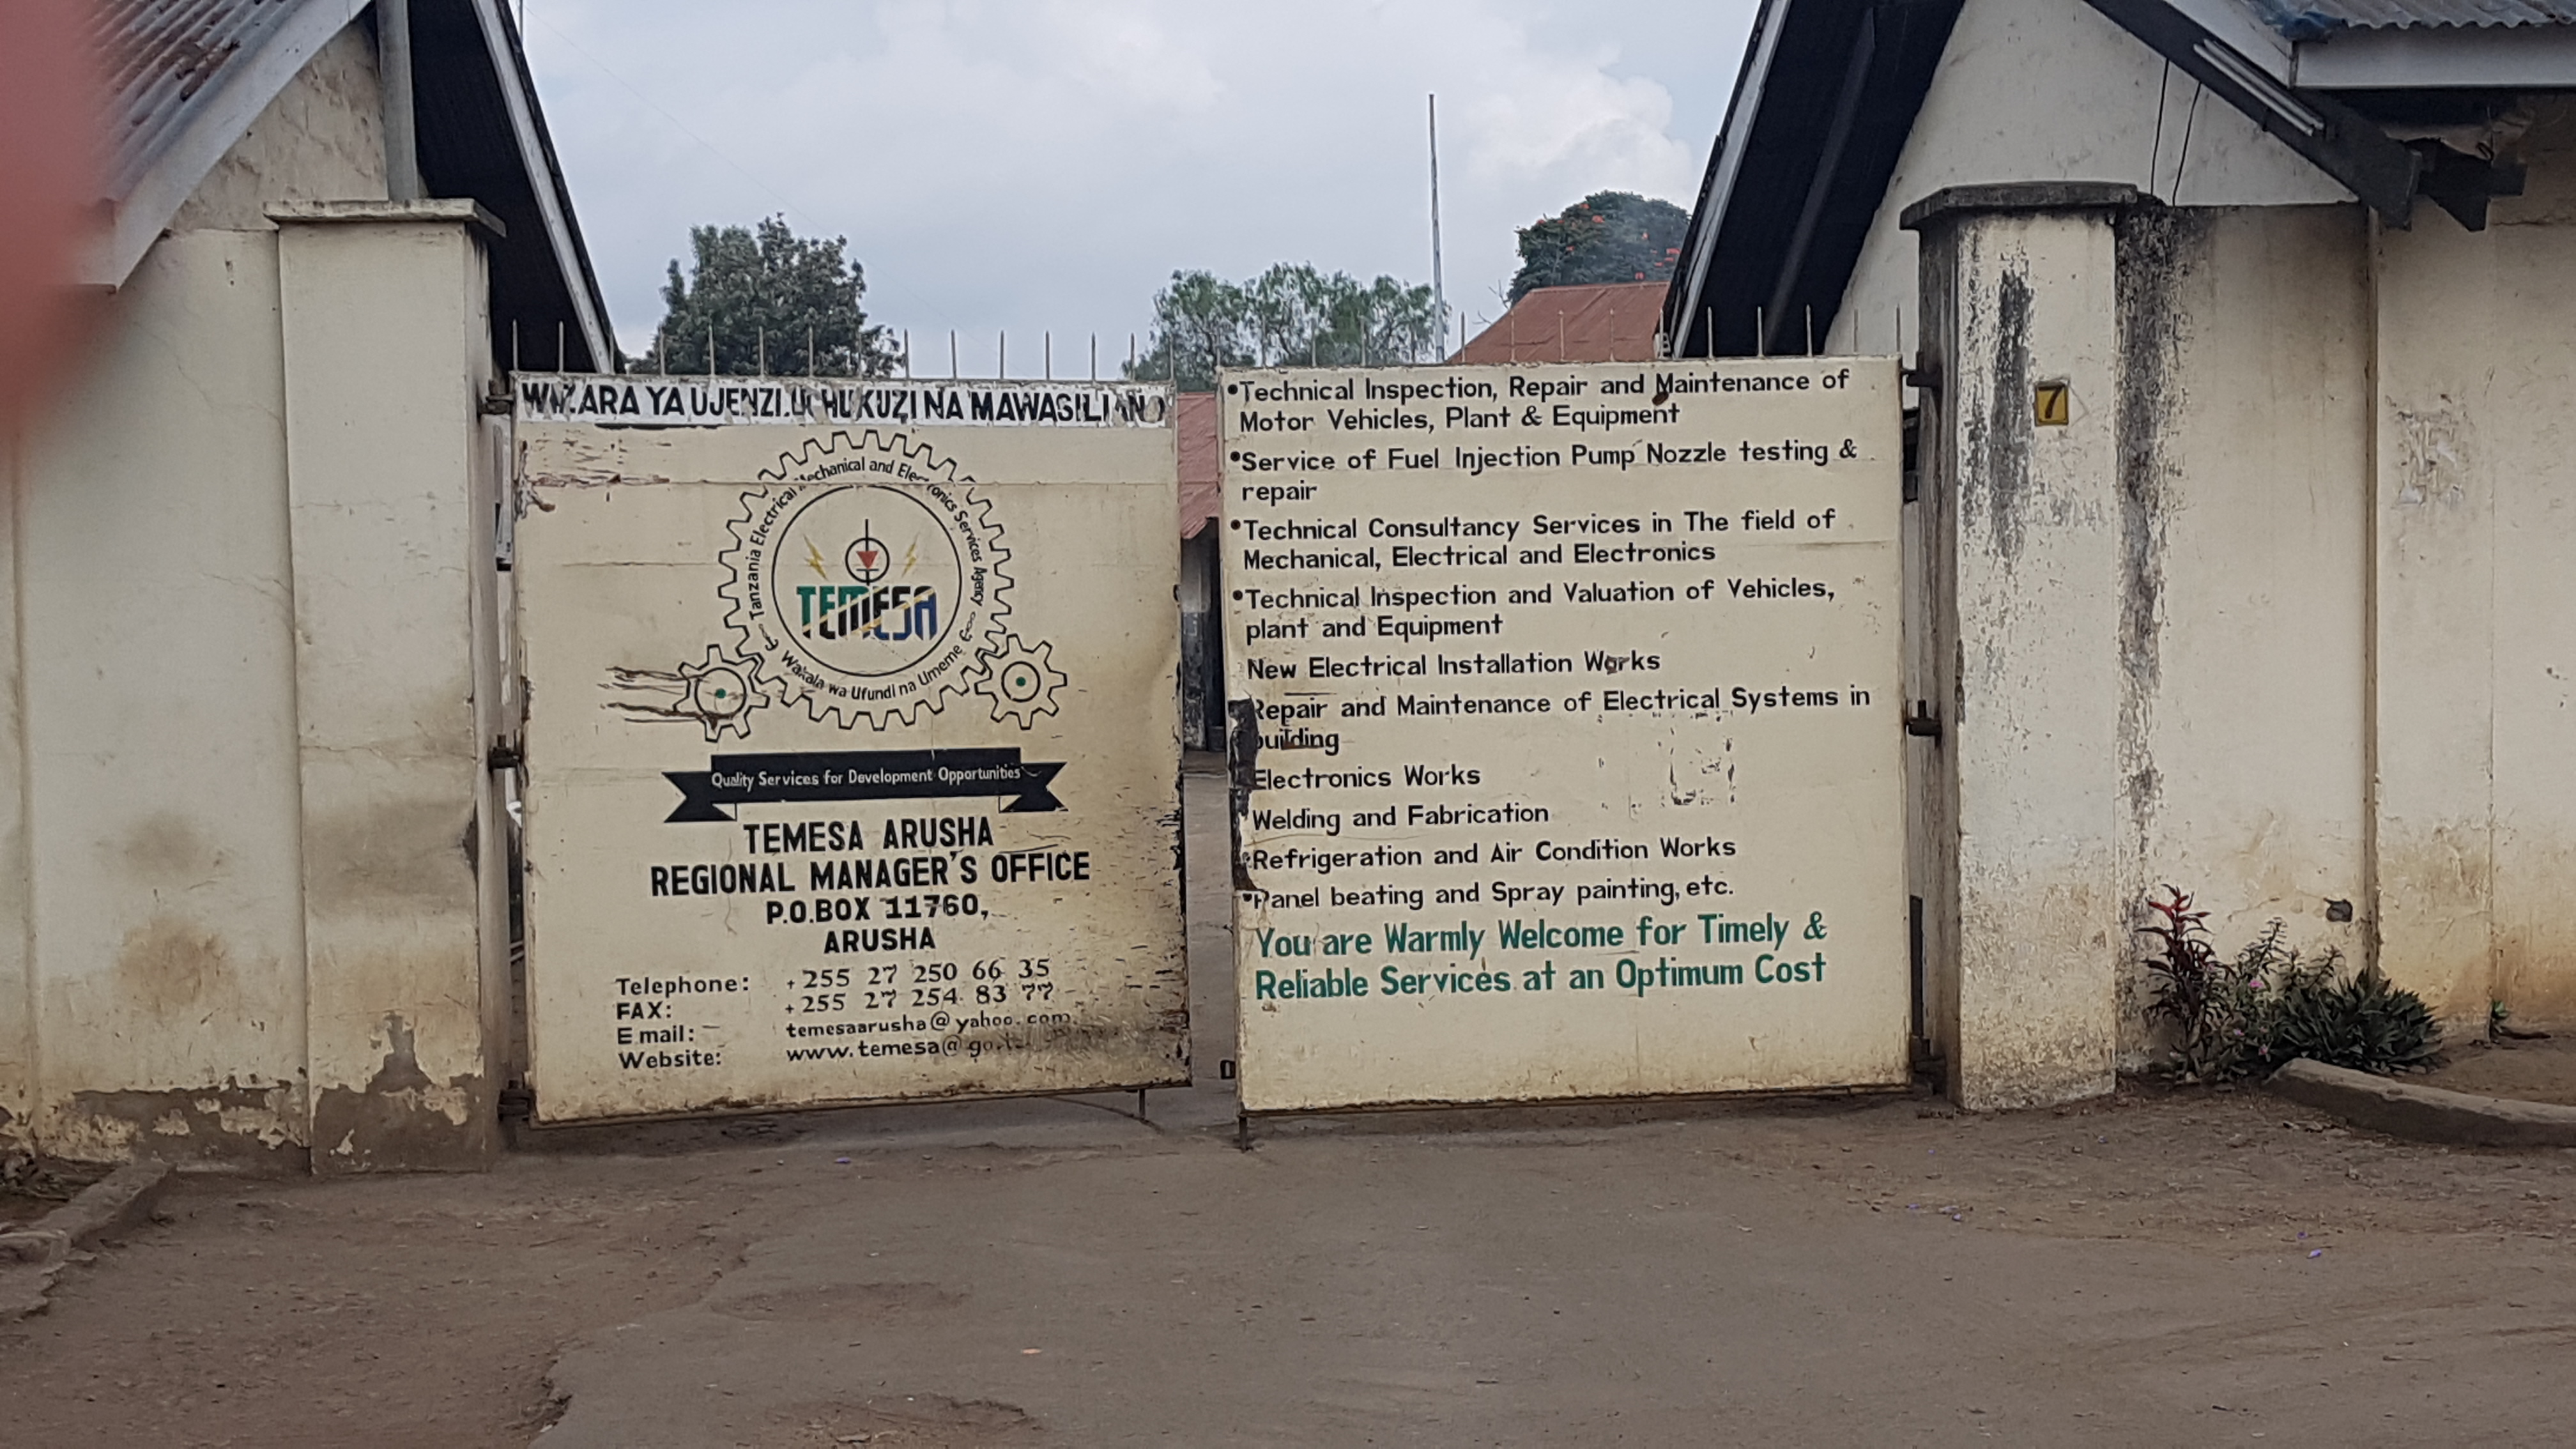 WIZARA YA UJENZI.UCHUKUZI NA MAWASILIANO
Tanzania Electrical Mechanical and Electronics Services Agency
TEMESA
Wakala wa Ufundi na Umeme
Quality Services for Development Opportunities
TEMESA ARUSHA
REGIONAL MANAGER'S OFFICE
P.O.BOX 11760,
ARUSHA
Telephone: +255 27 250 66 35
FAX: +255 27 254 83 77
Email: temesaarusha@yahoo.com
Website: www.temesa@go.
•Technical Inspection, Repair and Maintenance of
Motor Vehicles, Plant & Equipment
•Service of Fuel Injection Pump Nozzle testing &
repair
•Technical Consultancy Services in The field of
Mechanical, Electrical and Electronics
•Technical Inspection and Valuation of Vehicles,
plant and Equipment
New Electrical Installation Works
Repair and Maintenance of Electrical Systems in
building
Electronics Works
Welding and Fabrication
•Refrigeration and Air Condition Works
•Panel beating and Spray painting, etc.
You are Warmly Welcome for Timely &
Reliable Services at an Optimum Cost
7